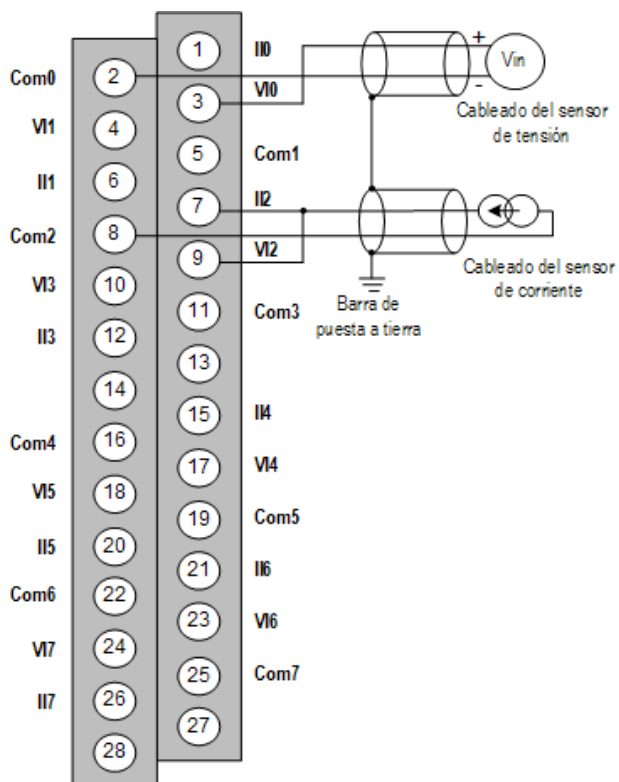 1 II0
Com0 2
3 VI0
VI1 4
5 Com1
II1 6
7 II2
Com2 8
9 VI2
VI3 10
11 Com3
II3 12
13
14
15 II4
Com4 16
17 VI4
VI5 18
19 Com5
II5 20
21 II6
Com6 22
23 VI6
VI7 24
25 Com7
II7 26
27
28
+
Vin
-
Cableado del sensor
de tensión
Cableado del sensor
de corriente
Barra de
puesta a tierra